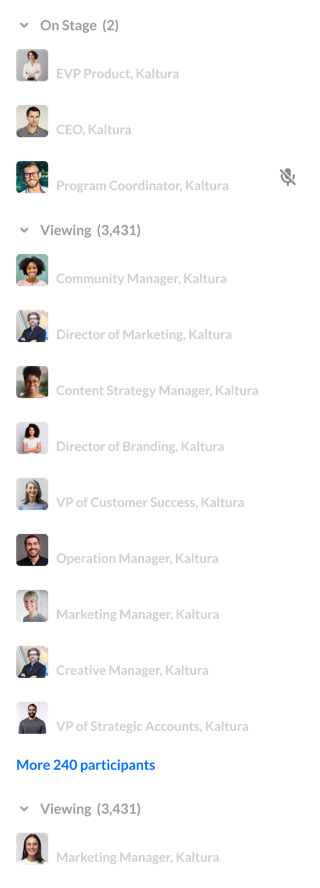 On Stage (2)
EVP Product, Kaltura
CEO, Kaltura
Program Coordinator, Kaltura
Viewing (3,431)
Community Manager, Kaltura
Director of Marketing, Kaltura
Content Strategy Manager, Kaltura
Director of Branding, Kaltura
VP of Customer Success, Kaltura
Operation Manager, Kaltura
Marketing Manager, Kaltura
Creative Manager, Kaltura
VP of Strategic Accounts, Kaltura
More 240 participants
Viewing (3,431)
Marketing Manager, Kaltura